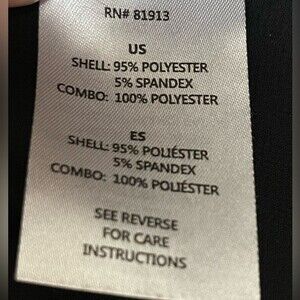 RN# 81913
US
SHELL: 95% POLYESTER
5% SPANDEX
COMBO: 100% POLYESTER
ES
SHELL: 95% POLIÉSTER
5% SPANDEX
COMBO: 100% POLIÉSTER
SEE REVERSE
FOR CARE
INSTRUCTIONS